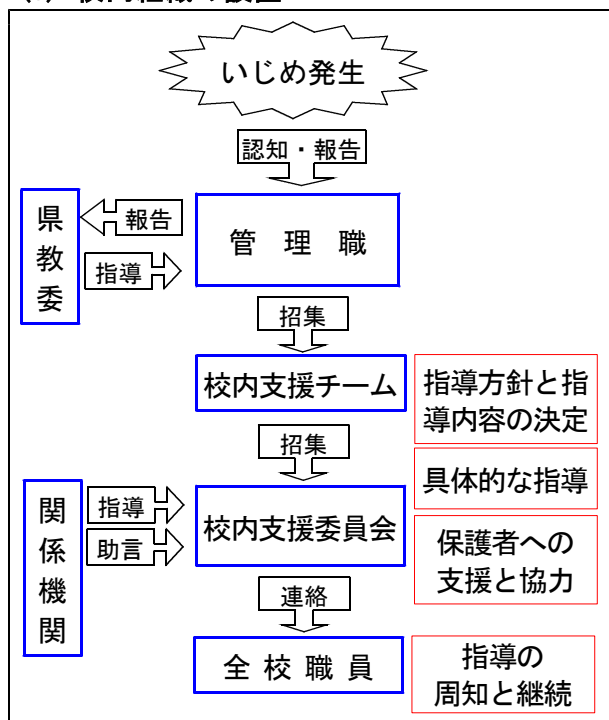 いじめ発生
認知・報告
県教委
報告
指導
管理職
招集
校内支援チーム
指導方針と指
導内容の決定
招集
具体的な指導
関係機関
指導
助言
校内支援委員会
保護者への
支援と協力
連絡
全校職員
指導の
周知と継続